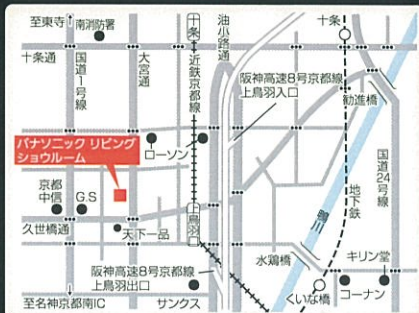 至東寺
南消防署
十条
油小路通
十条
十条通
国道1号線
大宮通
近鉄京都線
阪神高速8号京都線
上鳥羽入口
勧進橋
パナソニック リビング
ショウルーム
ローソン
国道24号線
京都
中信
G.S
地下鉄
鴨川
久世橋通
天下一品
上鳥羽口
水鶏橋
キリン堂
阪神高速8号京都線
上鳥羽出口
至名神京都南IC
サンクス
くいな橋
コーナン